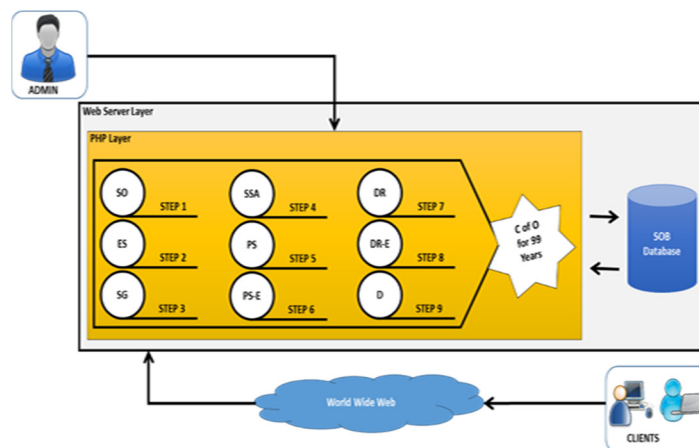 ADMIN
Web Server Layer
PHP Layer
SO
STEP 1
SSA
STEP 4
DR
STEP 7
ES
STEP 2
PS
STEP 5
DR-E
STEP 8
SG
STEP 3
PS-E
STEP 6
D
STEP 9
C of O
for 99
Years
SOB
Database
World Wide Web
CLIENTS